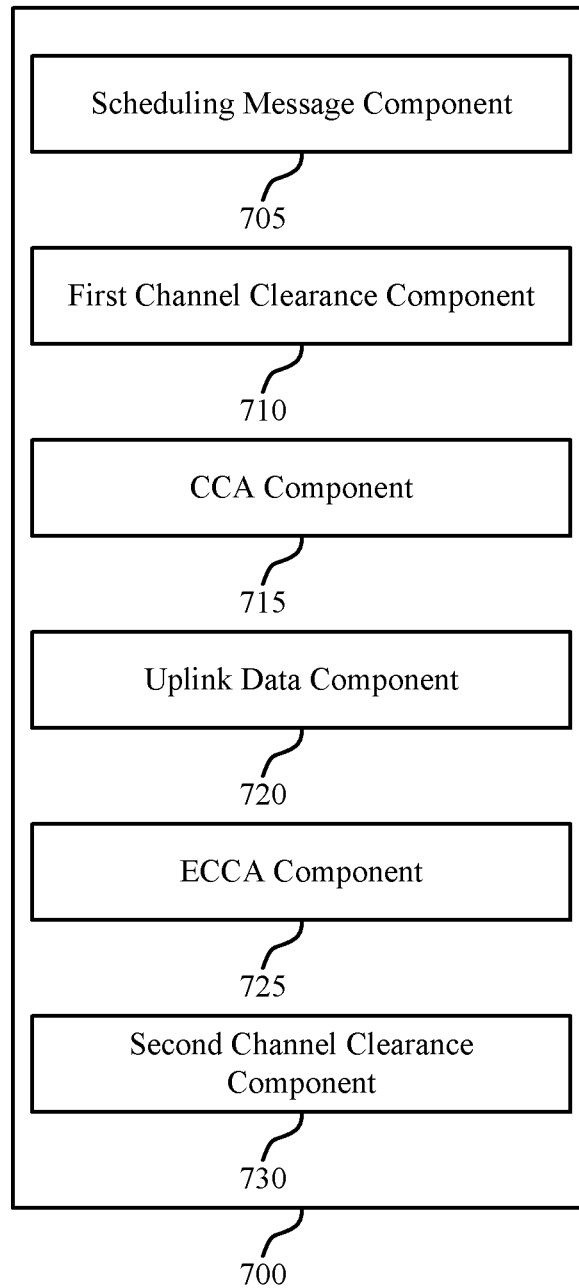 Scheduling Message Component
705
First Channel Clearance Component
710
CCA Component
715
Uplink Data Component
720
ECCA Component
725
Second Channel Clearance
Component
730
700